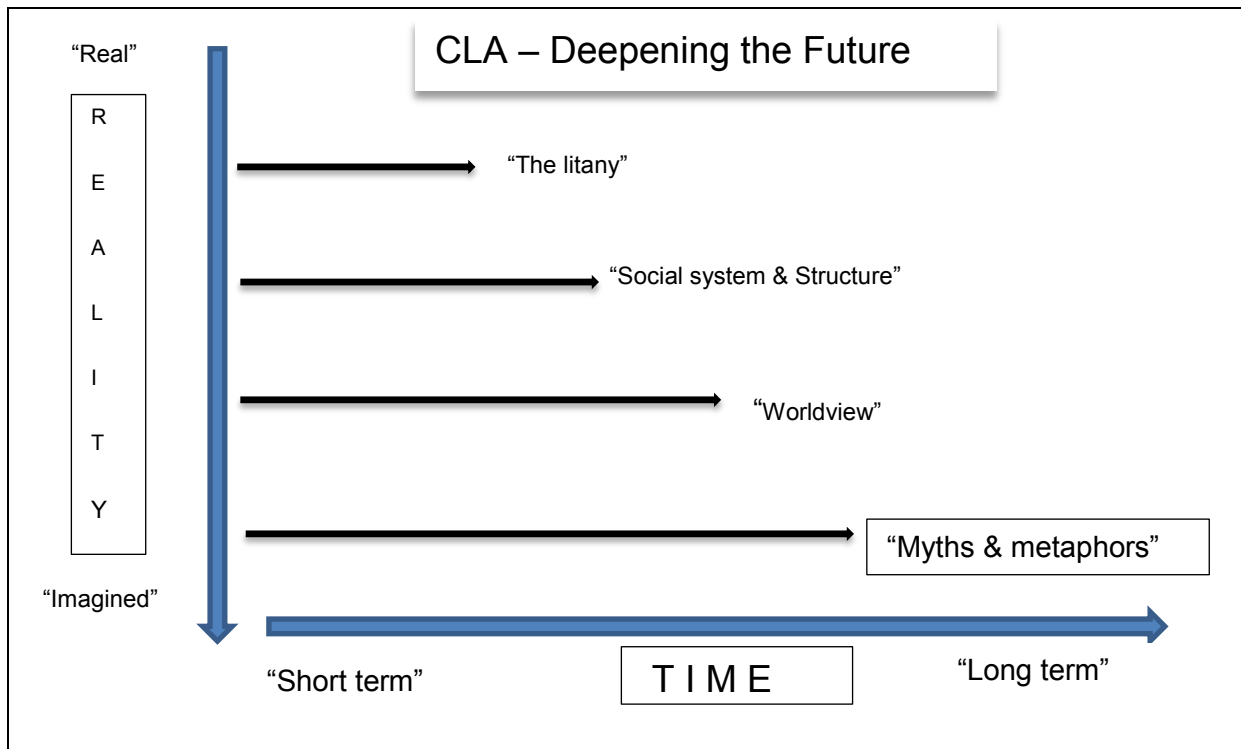 CLA – Deepening the Future
“Real”
R
E
A
L
I
T
Y
“Imagined”
“The litany”
“Social system & Structure”
“Worldview”
“Myths & metaphors”
“Short term”
T I M E
“Long term”